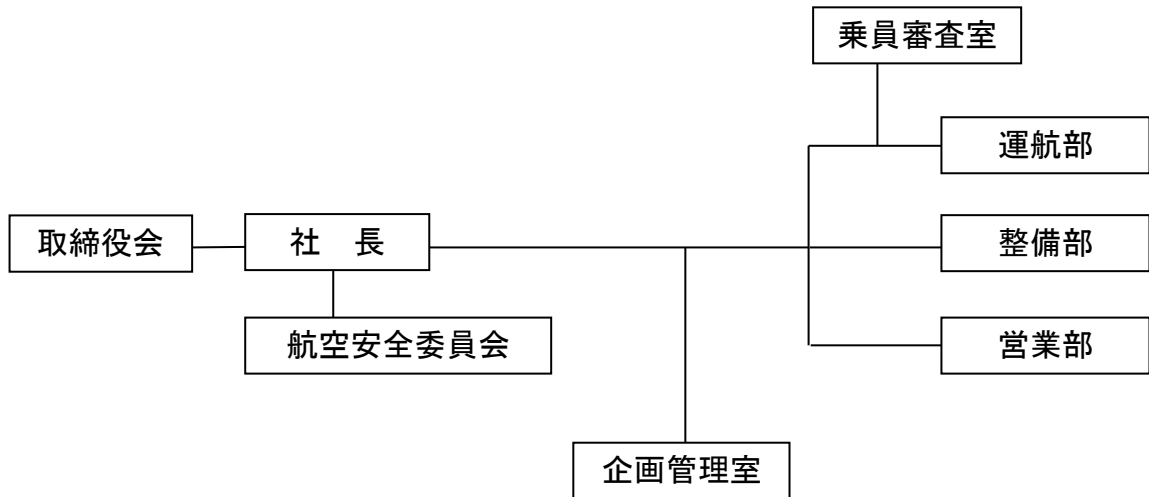 乗員審査室
運航部
取締役会
社　長
整備部
航空安全委員会
営業部
企画管理室